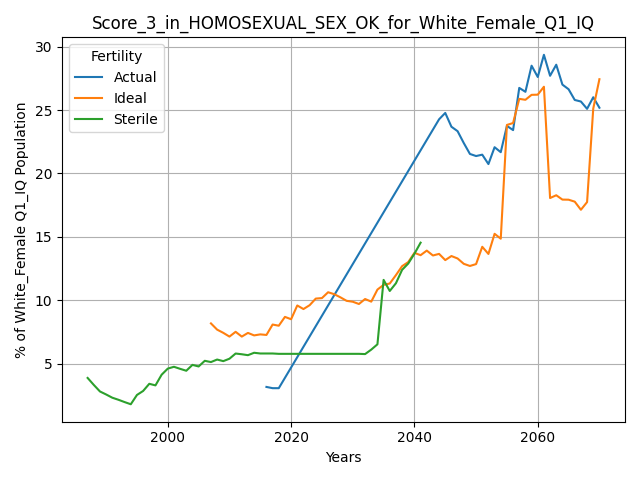 Score_3_in_HOMOSEXUAL_SEX_OK_for_White_Female_Q1_IQ
Fertility
Actual
Ideal
Sterile
% of White_Female Q1_IQ Population
30
25
20
15
10
5
2000
2020
2040
2060
Years